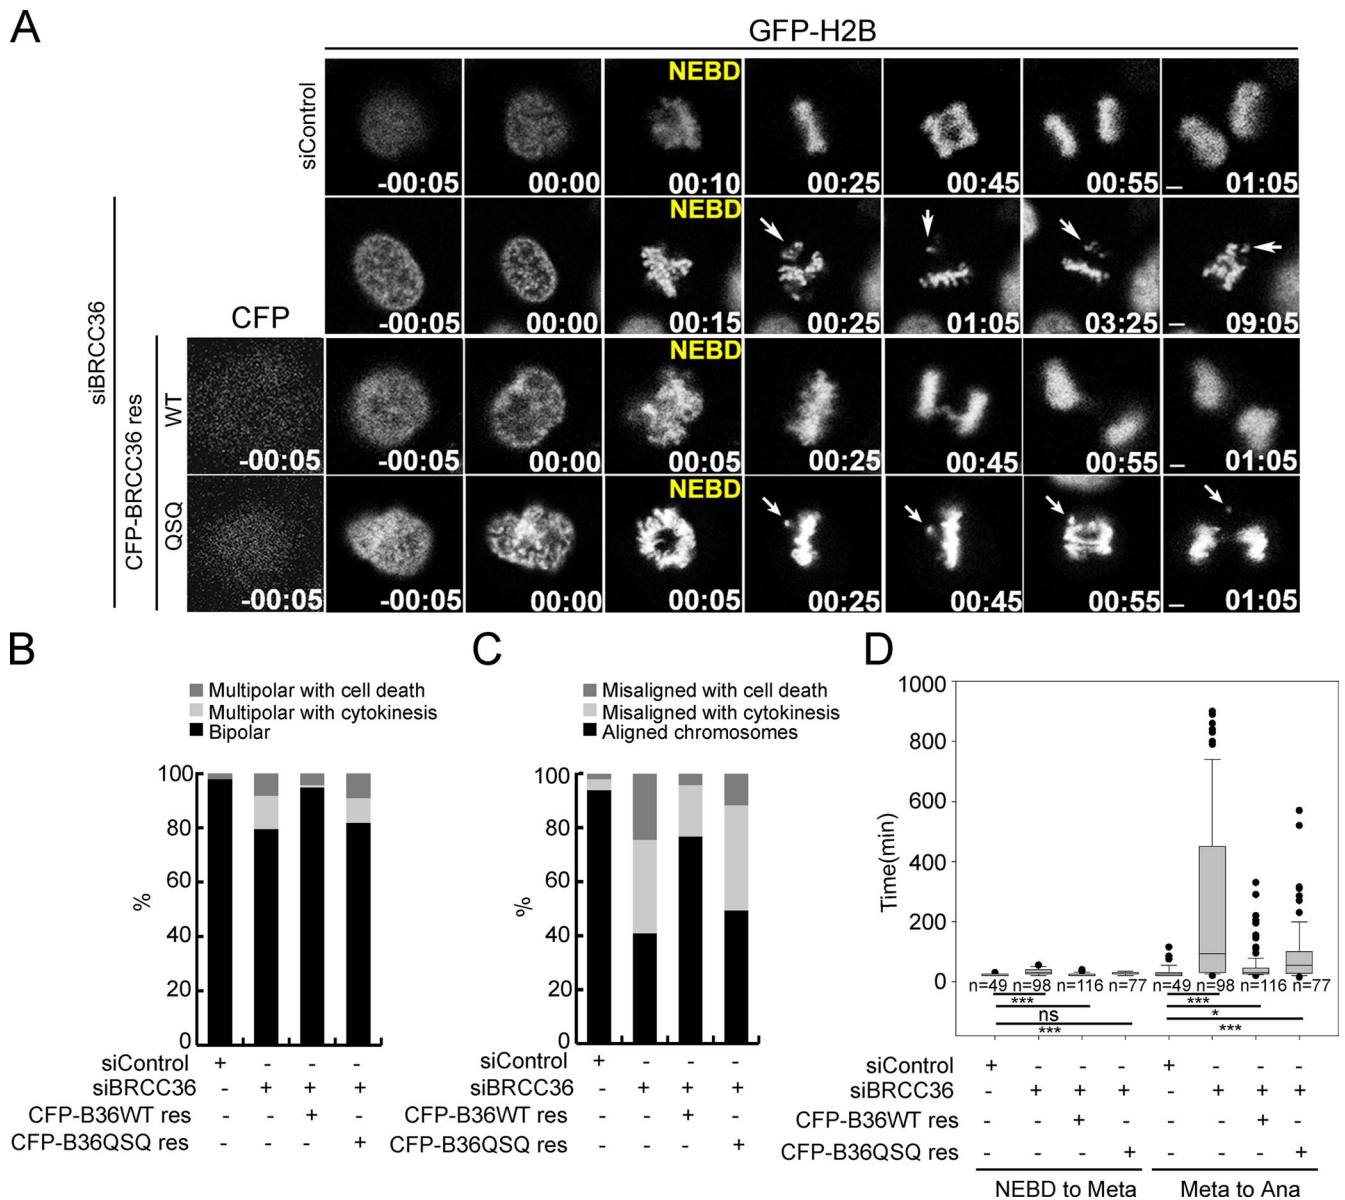 A
GFP-H2B
siControl
NEBD
-00:05 00:00 00:10 00:25 00:45 00:55 01:05
siBRCC36
NEBD
-00:05 00:00 00:15 00:25 01:05 03:25 09:05
CFP
CFP-BRCC36 res
WT
NEBD
-00:05 -00:05 00:00 00:05 00:25 00:45 00:55 01:05
QSQ
NEBD
-00:05 -00:05 00:00 00:05 00:25 00:45 00:55 01:05
B
Multipolar with cell death
Multipolar with cytokinesis
Bipolar
100
80
60
40
20
0
%
siControl + - - -
siBRCC36 - + + +
CFP-B36WT res - - + -
CFP-B36QSQ res - - - +
C
Misaligned with cell death
Misaligned with cytokinesis
Aligned chromosomes
100
80
60
40
20
0
%
siControl + - - -
siBRCC36 - + + +
CFP-B36WT res - - + -
CFP-B36QSQ res - - - +
D
1000
800
600
400
200
0
Time(min)
n=49 n=98 n=116 n=77 n=49 n=98 n=116 n=77
*** ***
ns *
*** ***
siControl + - - - + - - -
siBRCC36 - + + + - + + +
CFP-B36WT res - - + - - - + -
CFP-B36QSQ res - - - + - - - +
NEBD to Meta Meta to Ana